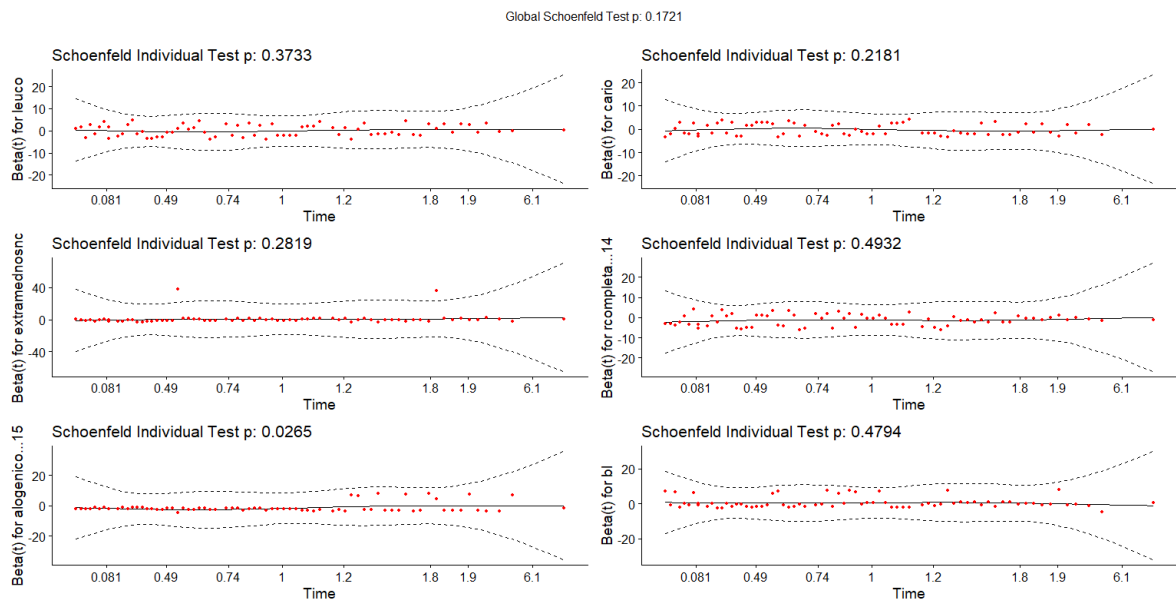 Global Schoenfeld Test p: 0.1721
Schoenfeld Individual Test p: 0.3733
Beta(t) for leuco
20
10
0
-10
-20
0.081 0.49 0.74 1 1.2 1.8 1.9 6.1
Time
Schoenfeld Individual Test p: 0.2181
Beta(t) for cario
20
10
0
-10
-20
0.081 0.49 0.74 1 1.2 1.8 1.9 6.1
Time
Schoenfeld Individual Test p: 0.2819
Beta(t) for extramednosnc
40
0
-40
0.081 0.49 0.74 1 1.2 1.8 1.9 6.1
Time
Schoenfeld Individual Test p: 0.4932
Beta(t) for rcompleta...14
20
10
0
-10
-20
0.081 0.49 0.74 1 1.2 1.8 1.9 6.1
Time
Schoenfeld Individual Test p: 0.0265
Beta(t) for alogenico...15
20
0
-20
0.081 0.49 0.74 1 1.2 1.8 1.9 6.1
Time
Schoenfeld Individual Test p: 0.4794
Beta(t) for bl
20
0
-20
0.081 0.49 0.74 1 1.2 1.8 1.9 6.1
Time